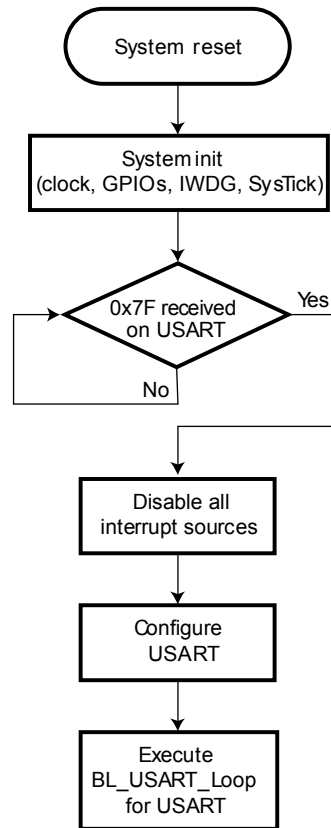 System reset
System init
(clock, GPIOs, IWDG, SysTick)
0x7F received
on USART
Yes
No
Disable all
interrupt sources
Configure
USART
Execute
BL_USART_Loop
for USART